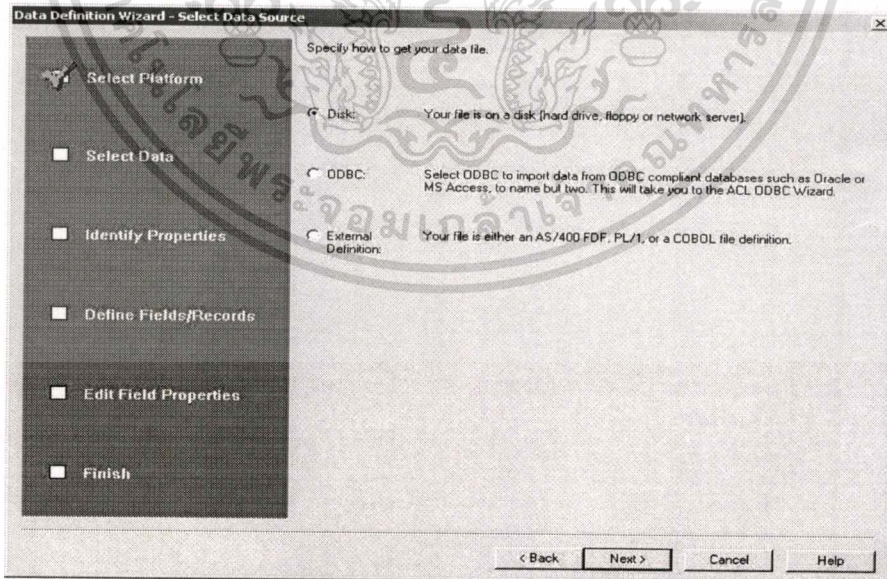 Data Definition Wizard - Select Data Source
Specify how to get your data file.
Select Platform
Disk: Your file is on a disk [hard drive, floppy or network server].
Select Data
ODBC: Select ODBC to import data from ODBC compliant databases such as Oracle or
MS Access, to name but two. This will take you to the ACL ODBC Wizard.
Identify Properties
External Your file is either an AS/400 FDF, PL/1, or a COBOL file definition.
Definition:
Define Fields/Records
Edit Field Properties
Finish
< Back Next > Cancel Help